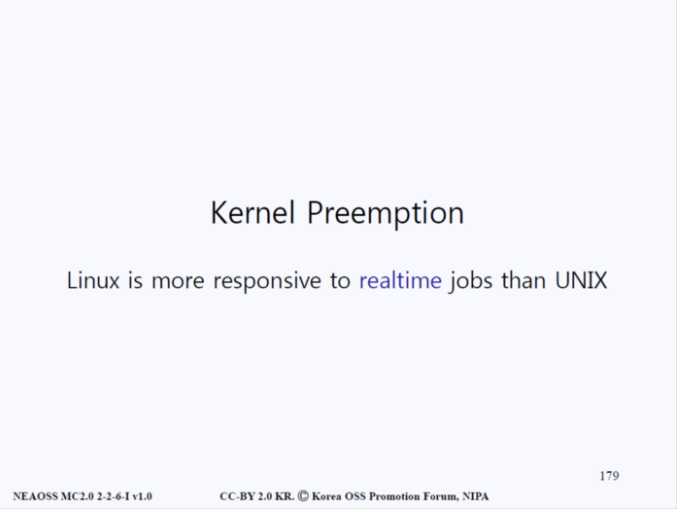 Kernel Preemption
Linux is more responsive to realtime jobs than UNIX
179
NEAOSS MC2.0 2-2-6-I v1.0 CC-BY 2.0 KR. Ⓒ Korea OSS Promotion Forum, NIPA